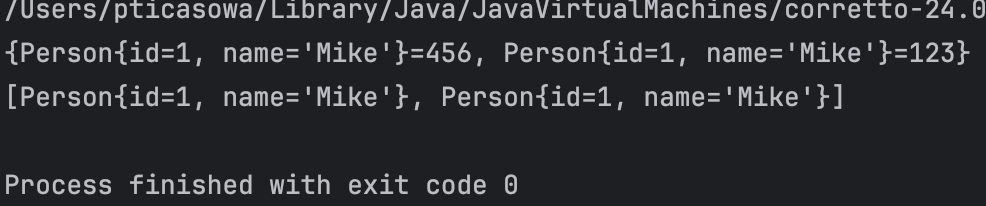 /Users/pticasowa/Library/Java/JavaVirtualMachines/corretto-24.0
{Person{id=1, name='Mike'}=456, Person{id=1, name='Mike'}=123}
[Person{id=1, name='Mike'}, Person{id=1, name='Mike'}]
Process finished with exit code 0